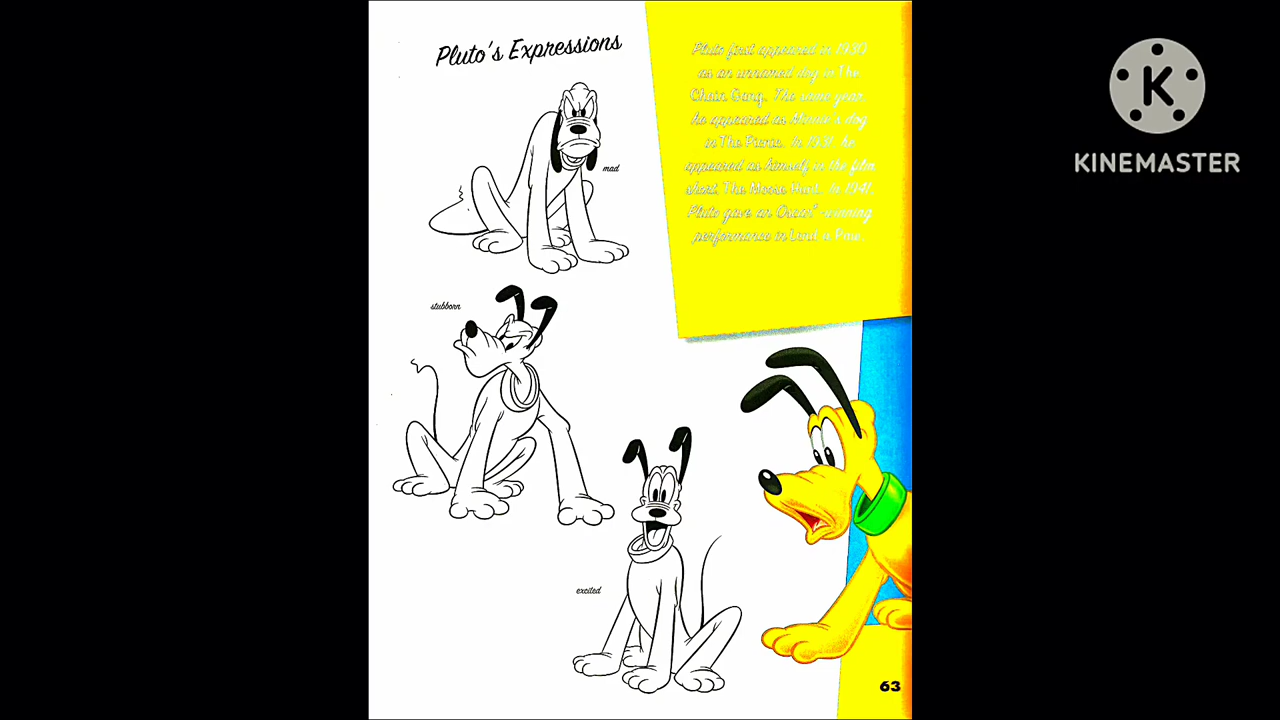 Pluto's Expressions
mad
stubborn
excited
Pluto first appeared in 1930
as an unnamed dog in The
Chain Gang. The same year,
he appeared as Minnie's dog
in The Picnic. In 1931, he
appeared as himself in the film
short, The Moose Hunt. In 1941,
Pluto gave an Oscar®-winning
performance in Lend a Paw.
63
K
KINEMASTER